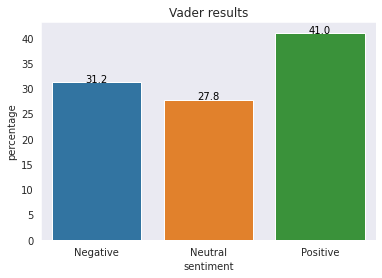 Vader results
percentage
40
35
30
25
20
15
10
5
0
31.2
27.8
41.0
Negative
Neutral
Positive
sentiment